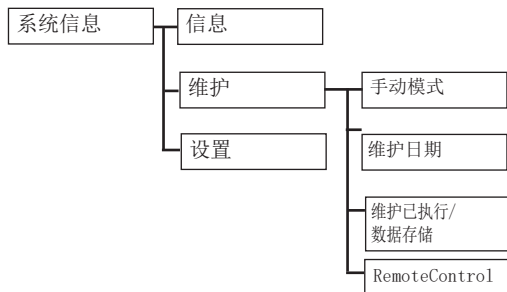 系统信息
信息
维护
设置
手动模式
维护日期
维护已执行/
数据存储
RemoteControl